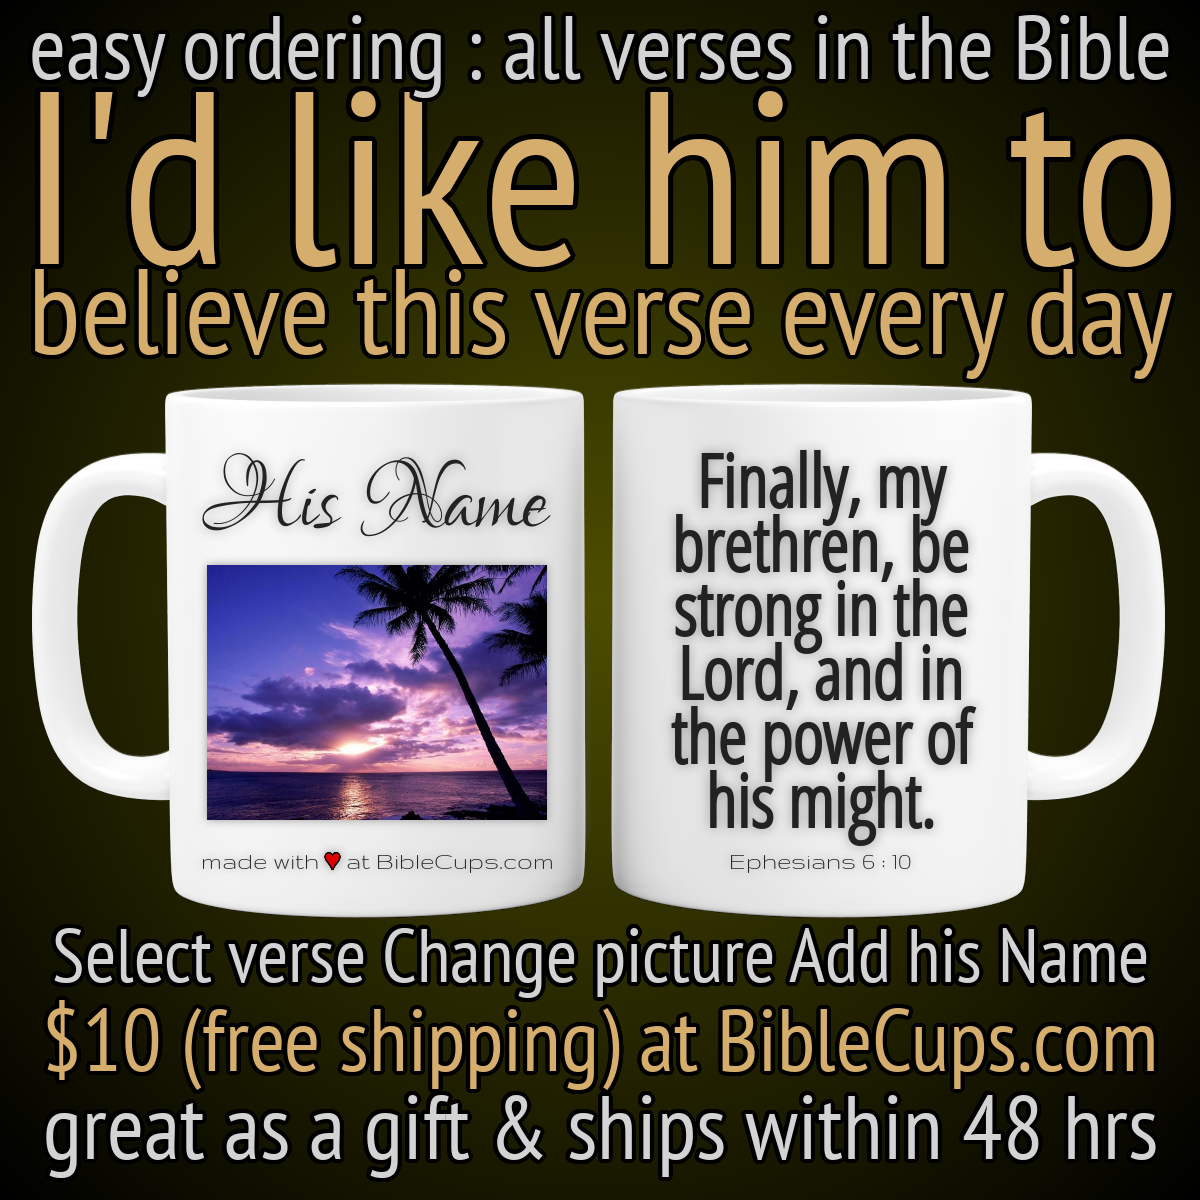 easy ordering : all verses in the Bible
I'd like him to
believe this verse every day
His Name
made with at BibleCups.com
Finally, my
brethren, be
strong in the
Lord, and in
the power of
his might.
Ephesians 6 : 10
Select verse Change picture Add his Name
$10 (free shipping) at BibleCups.com
great as a gift & ships within 48 hrs